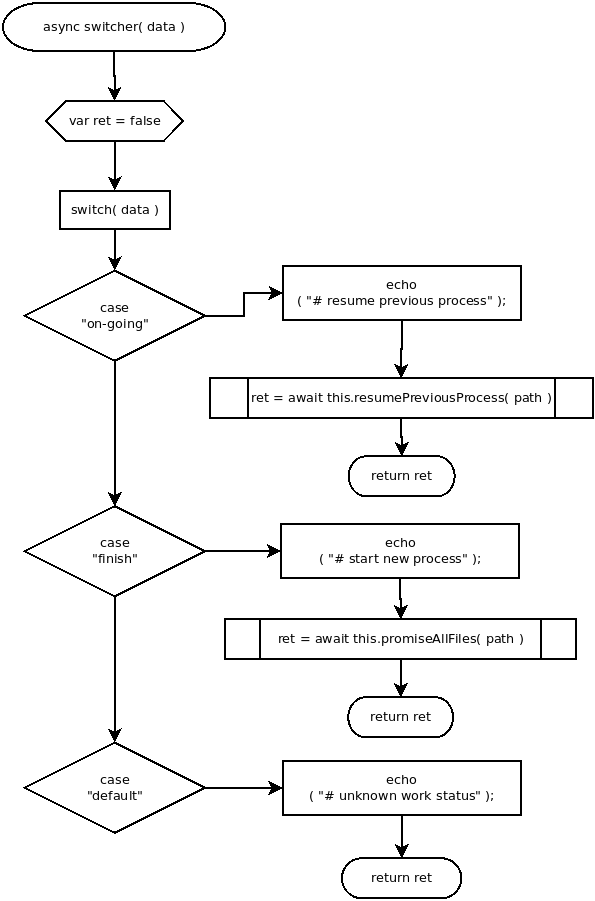 async switcher( data )
var ret = false
switch( data )
case
"on-going"
echo
( "# resume previous process" );
ret = await this.resumePreviousProcess( path )
return ret
case
"finish"
echo
( "# start new process" );
ret = await this.promiseAllFiles( path )
return ret
case
"default"
echo
( "# unknown work status" );
return ret